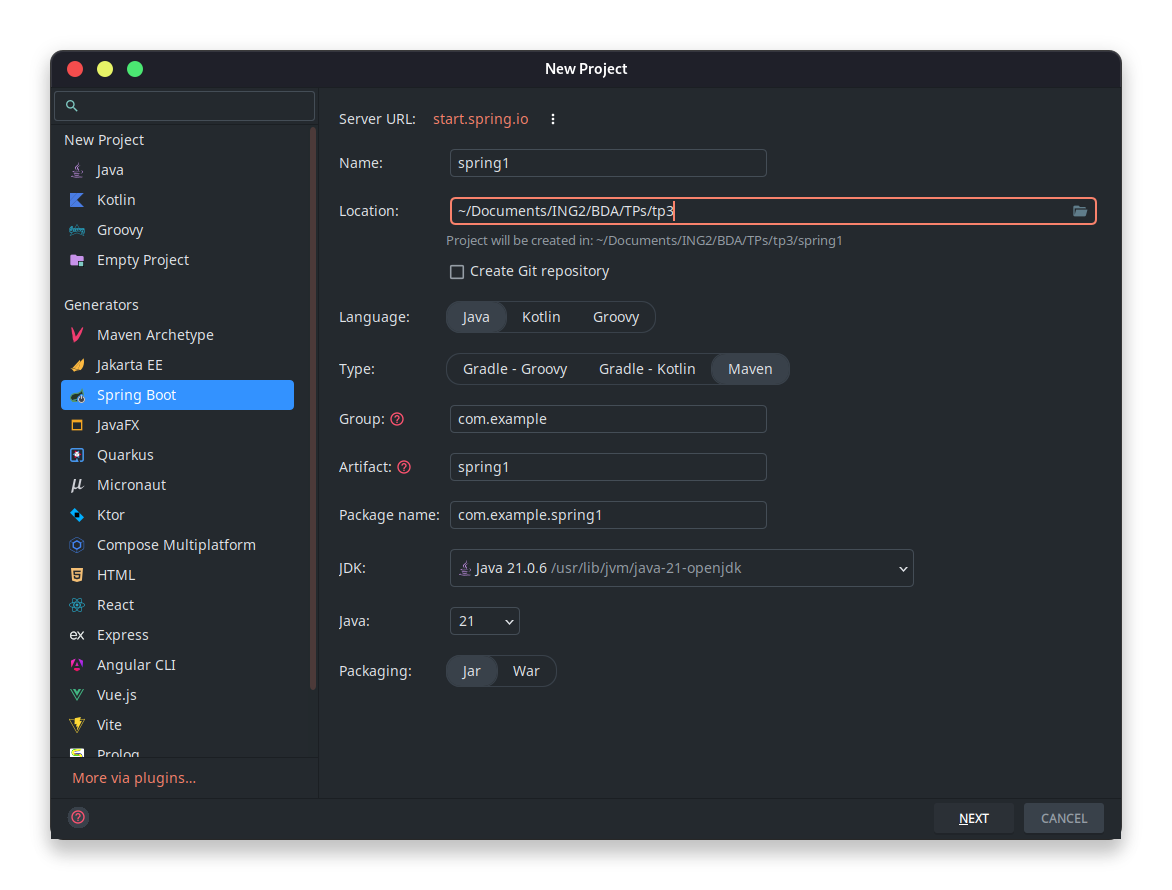 New Project
New Project
Java
Kotlin
Groovy
Empty Project
Generators
Maven Archetype
Jakarta EE
Spring Boot
JavaFX
Quarkus
Micronaut
Ktor
Compose Multiplatform
HTML
React
ex Express
Angular CLI
Vue.js
Vite
Prolog
More via plugins...
Server URL: start.spring.io
Name: spring1
Location: ~/Documents/ING2/BDA/TPs/tp3
Project will be created in: ~/Documents/ING2/BDA/TPs/tp3/spring1
Create Git repository
Language: Java Kotlin Groovy
Type: Gradle - Groovy Gradle - Kotlin Maven
Group: ? com.example
Artifact: ? spring1
Package name: com.example.spring1
JDK: Java 21.0.6 /usr/lib/jvm/java-21-openjdk
Java: 21
Packaging: Jar War
? NEXT CANCEL